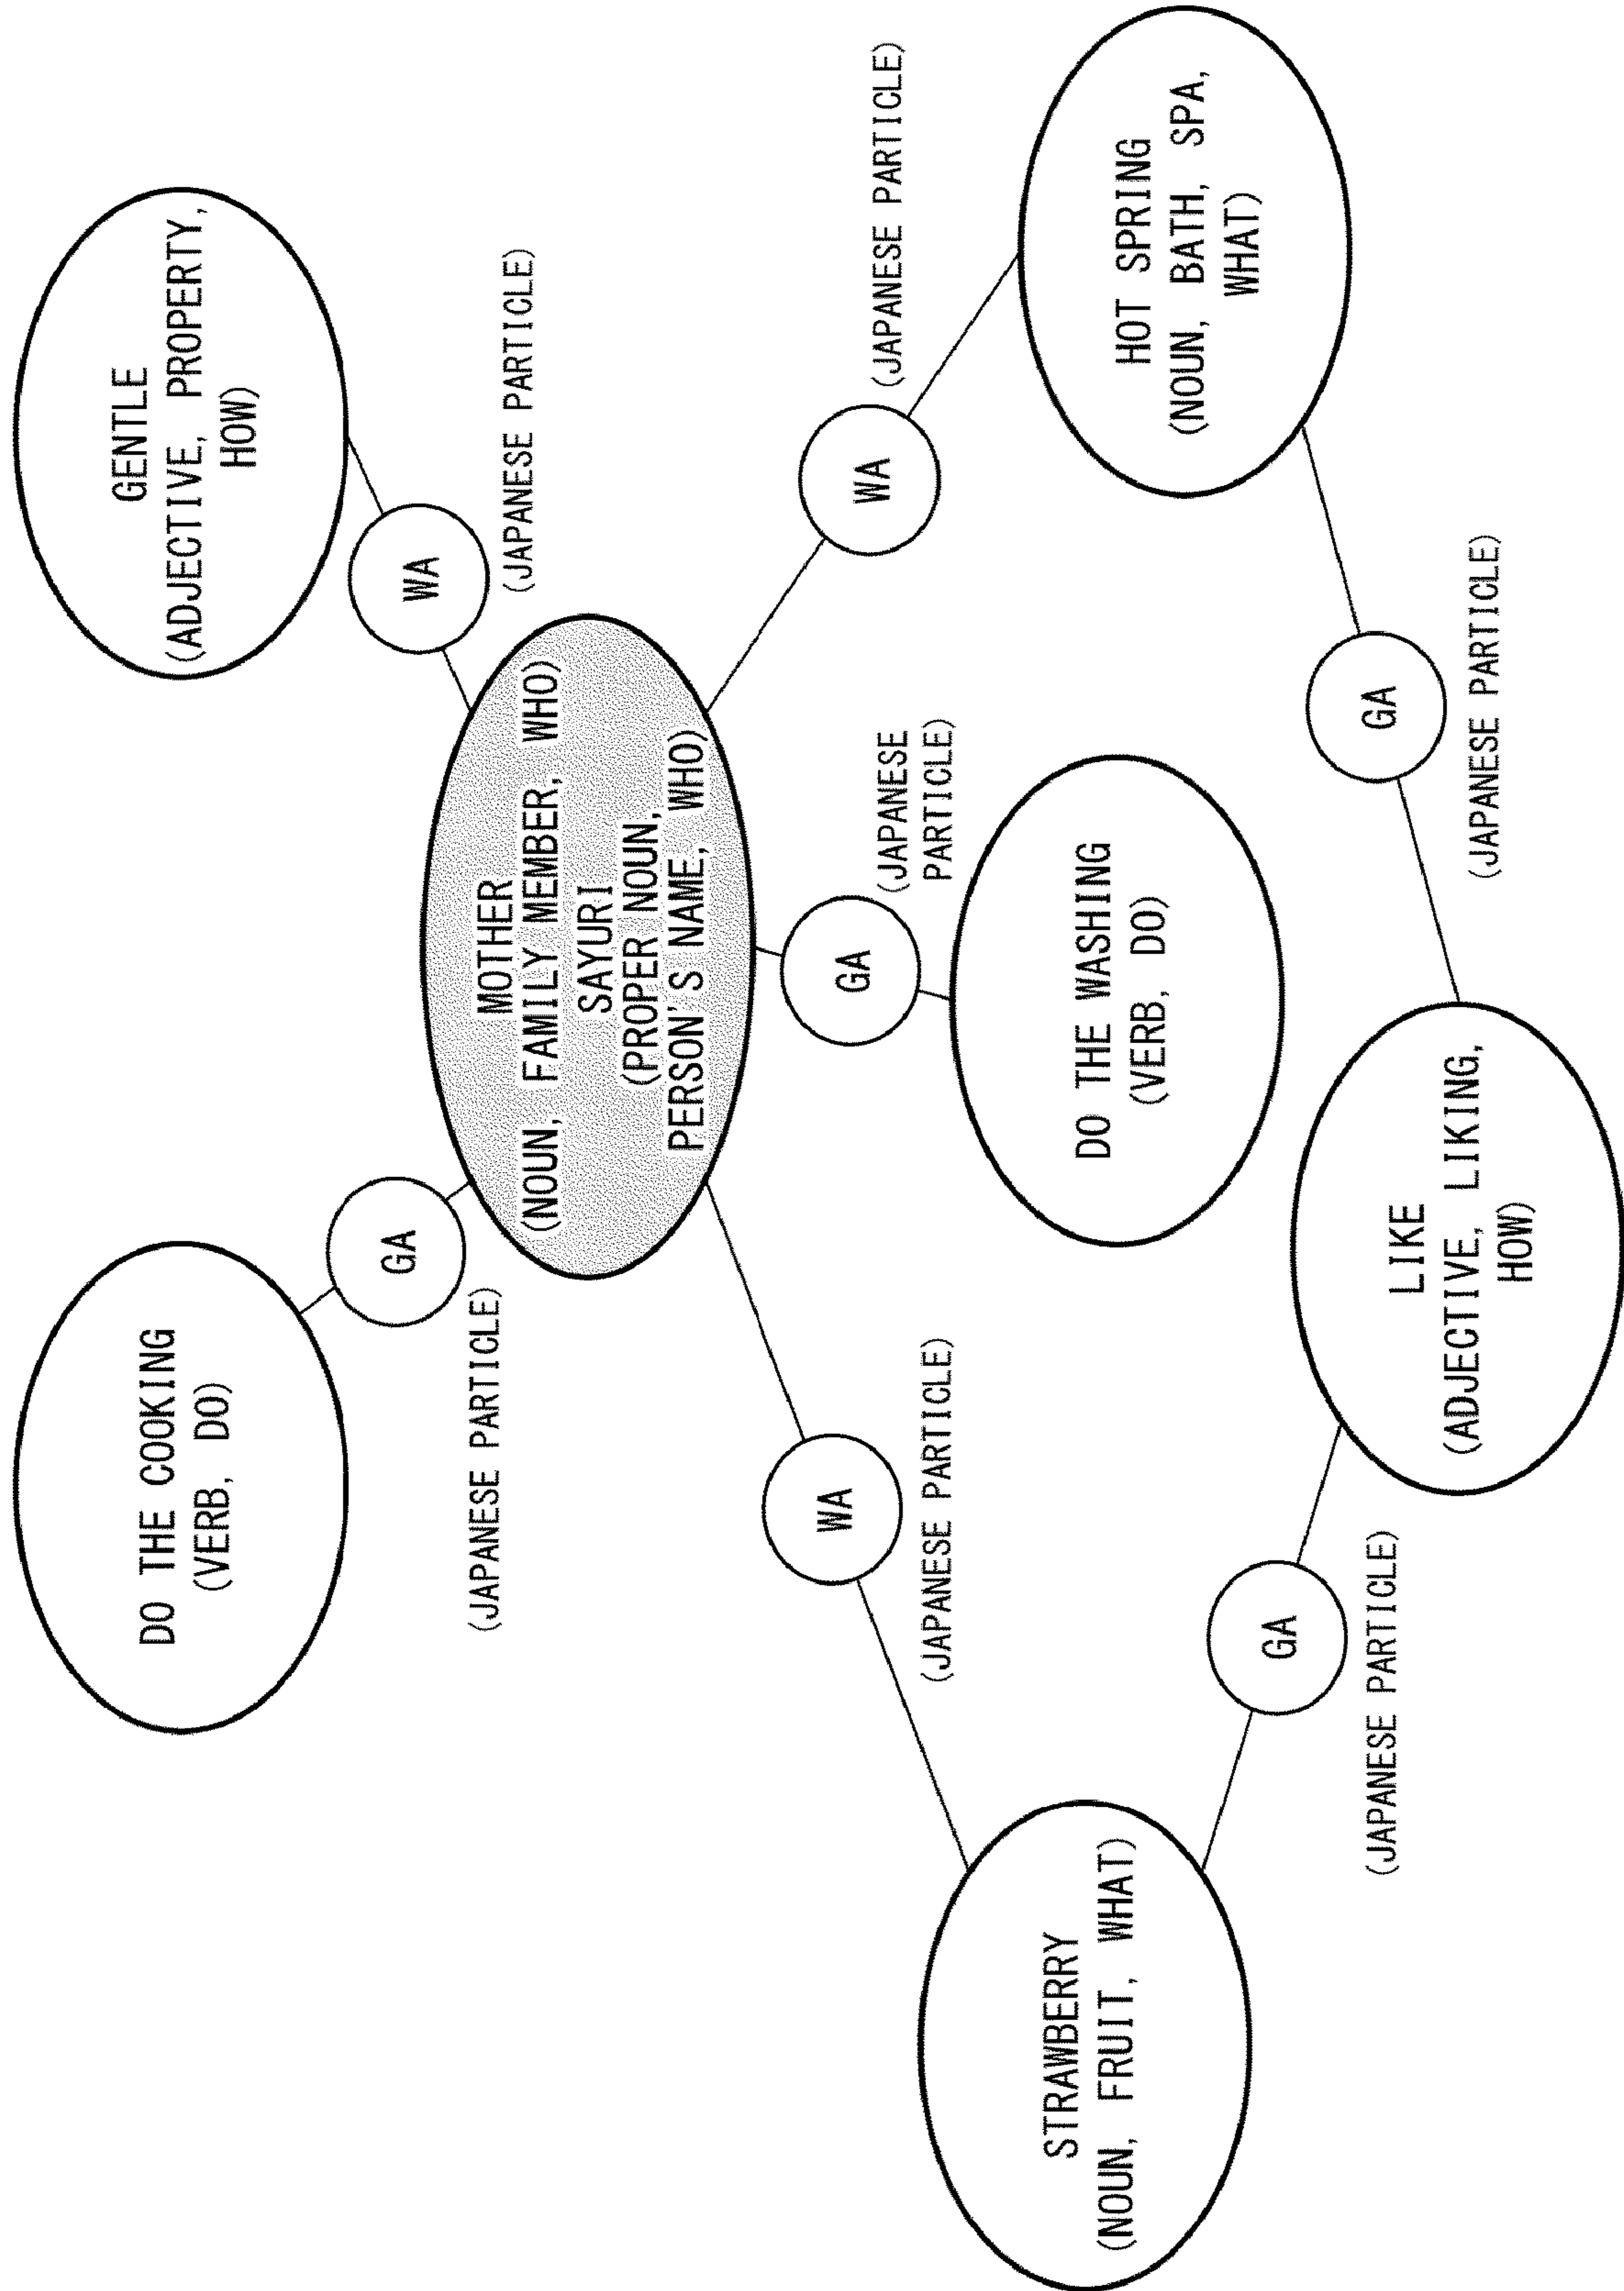 DO THE COOKING
(VERB, DO)
GA
(JAPANESE PARTICLE)
GENTLE
(ADJECTIVE, PROPERTY,
HOW)
WA
(JAPANESE PARTICLE)
MOTHER
(NOUN, FAMILY MEMBER, WHO)
SAYURI
(PROPER NOUN,
PERSON'S NAME, WHO)
WA
(JAPANESE PARTICLE)
GA
(JAPANESE
PARTICLE)
WA
(JAPANESE PARTICLE)
STRAWBERRY
(NOUN, FRUIT, WHAT)
DO THE WASHING
(VERB, DO)
HOT SPRING
(NOUN, BATH, SPA,
WHAT)
GA
(JAPANESE PARTICLE)
LIKE
(ADJECTIVE, LIKING,
HOW)
GA
(JAPANESE PARTICLE)